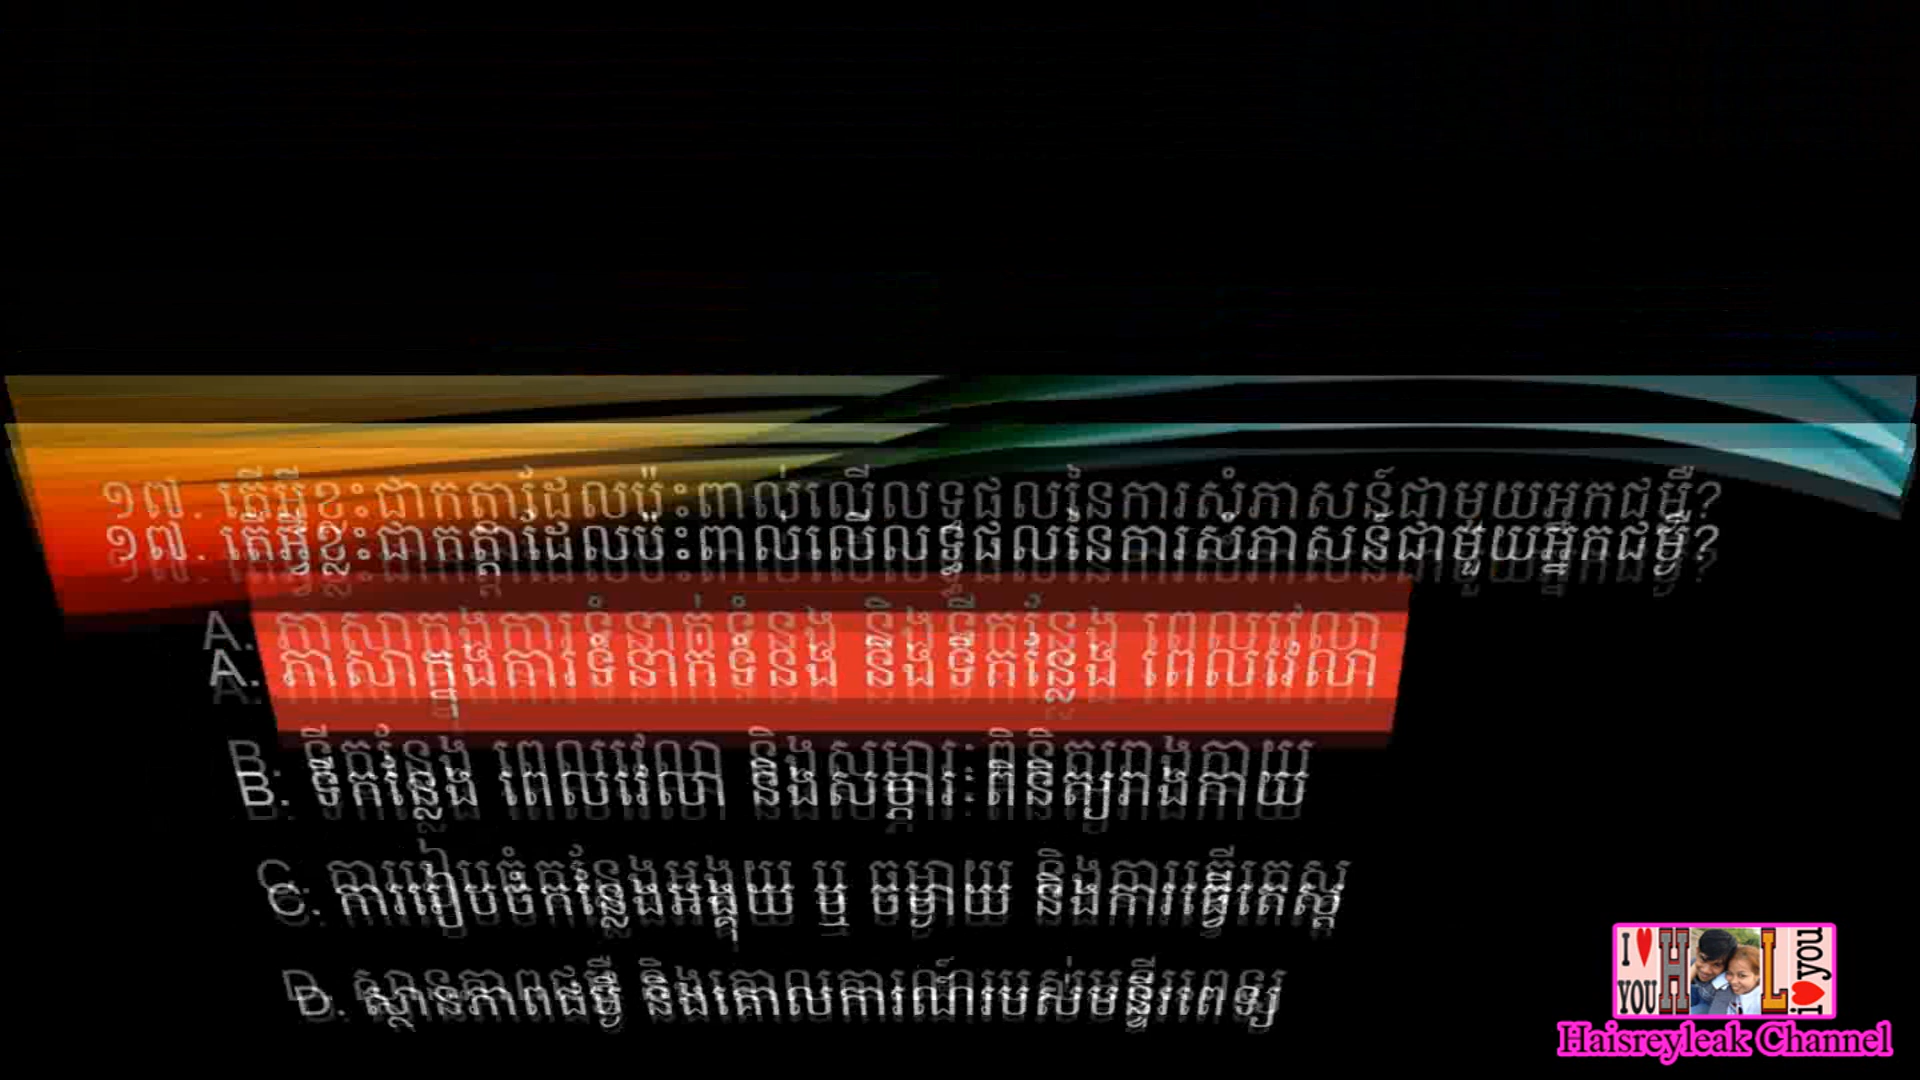 ១៧. តើអ្វីខ្លះជាកត្តាដែលប៉ះពាល់លើលទ្ធផលនៃការសំភាសន៍ជាមួយអ្នកជម្ងឺ?
A. ភាសាក្នុងការទំនាក់ទំនង និងទីកន្លែង ពេលវេលា
B. ទីកន្លែង ពេលវេលា និងសម្ភារៈពិនិត្យរាងកាយ
C. ការរៀបចំកន្លែងអង្គុយ ឬ ចម្ងាយ និងការធ្វើតេស្ត
D. ស្ថានភាពជម្ងឺ និងគោលការណ៍របស់មន្ទីរពេទ្យ
I ♥ YOU H L i ♥ you
Haisreyleak Channel